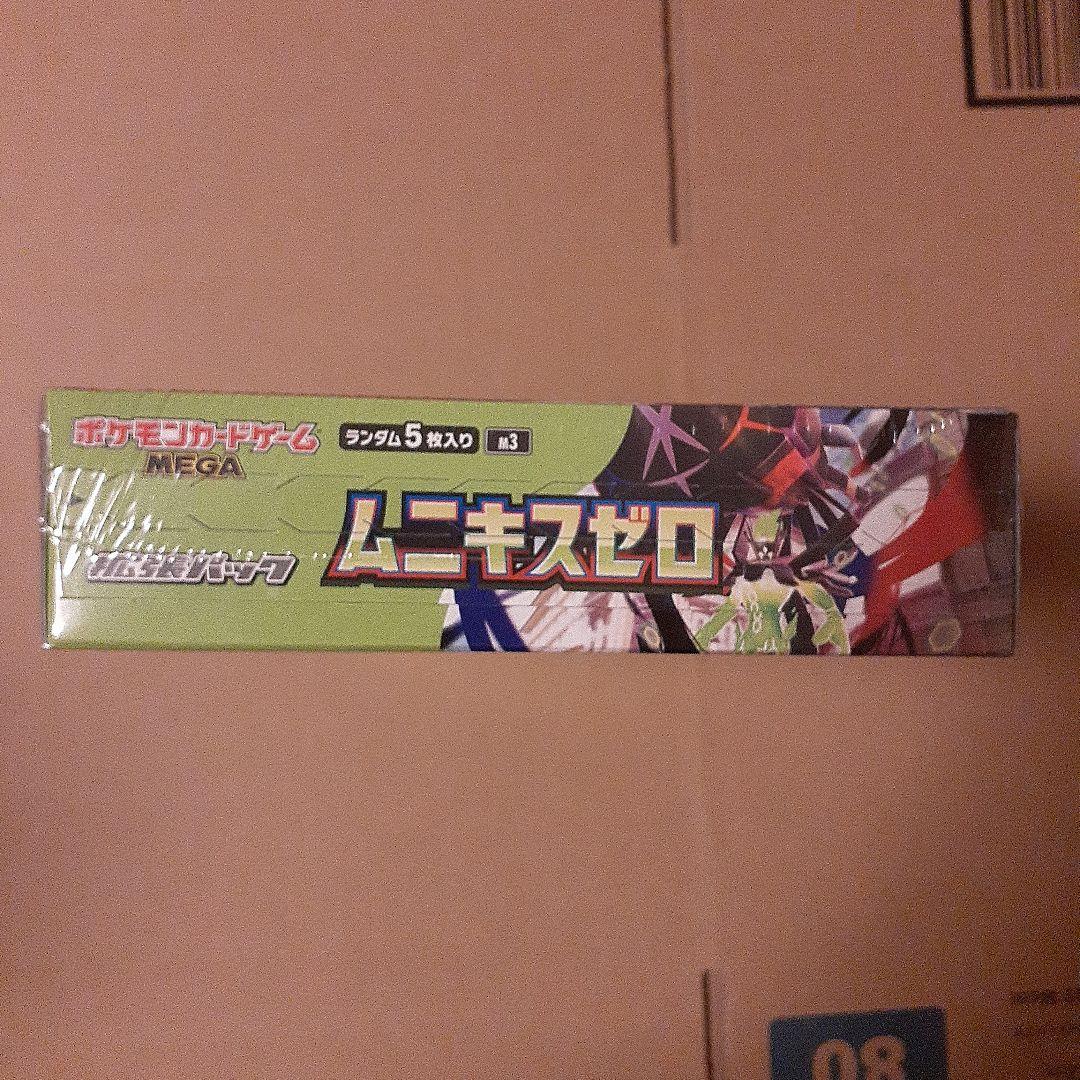 ポケモンカードゲーム
MEGA
ランダム5枚入り M3
拡張パック
ムニキスゼロ
08